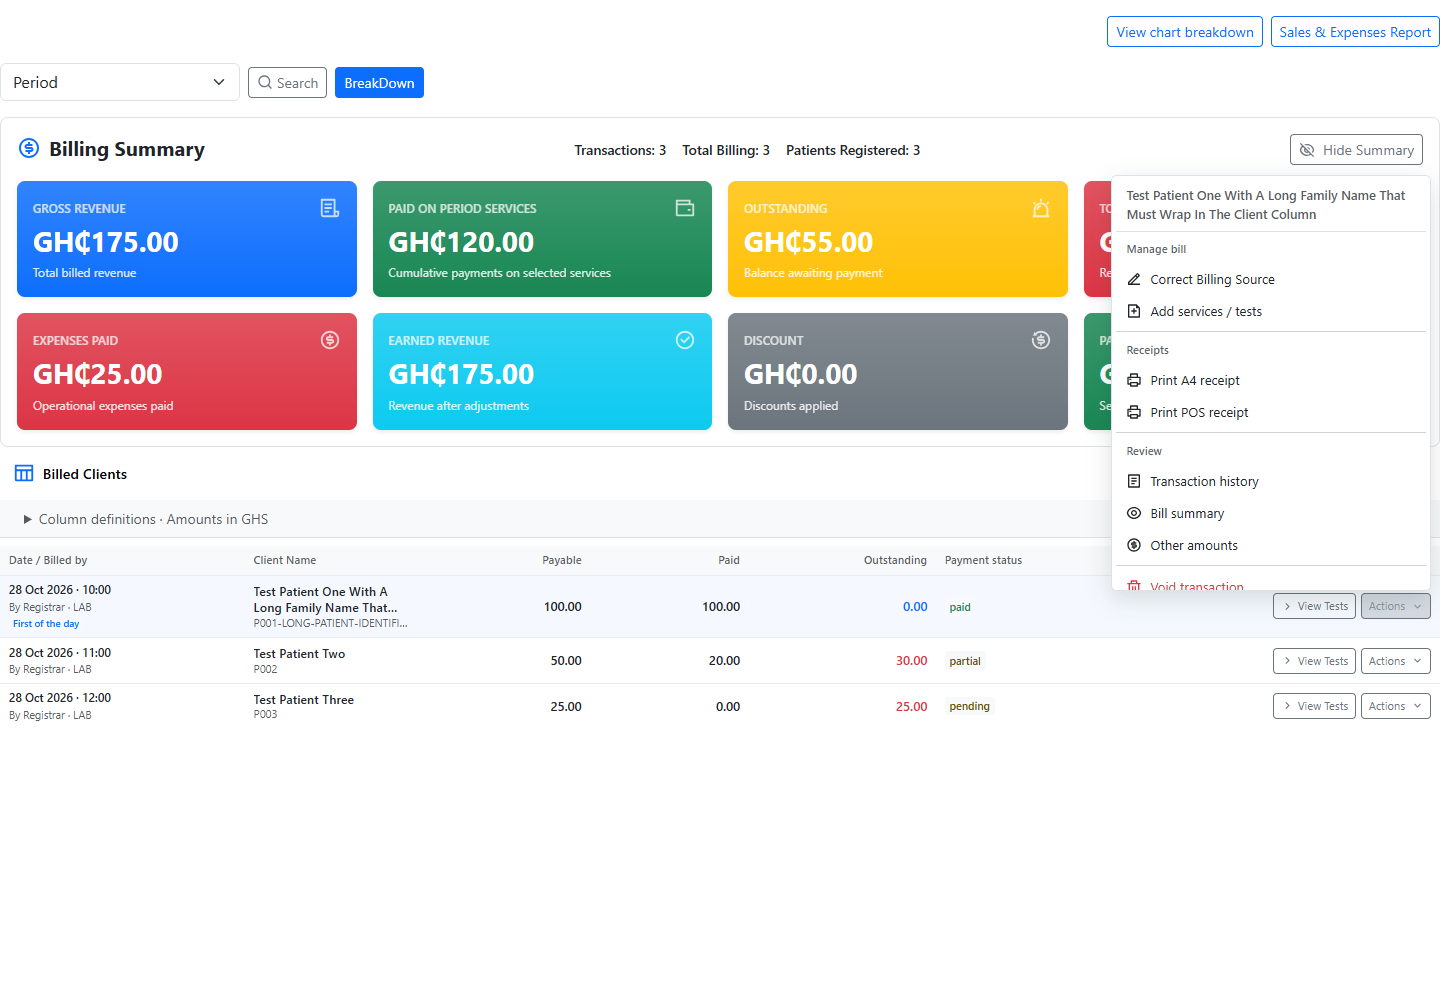 View chart breakdown
Sales & Expenses Report
Period
Search
BreakDown
Billing Summary
Transactions: 3 Total Billing: 3 Patients Registered: 3
Hide Summary
GROSS REVENUE
GH₵175.00
Total billed revenue
PAID ON PERIOD SERVICES
GH₵120.00
Cumulative payments on selected services
OUTSTANDING
GH₵55.00
Balance awaiting payment
EXPENSES PAID
GH₵25.00
Operational expenses paid
EARNED REVENUE
GH₵175.00
Revenue after adjustments
DISCOUNT
GH₵0.00
Discounts applied
Test Patient One With A Long Family Name That
Must Wrap In The Client Column
Manage bill
Correct Billing Source
Add services / tests
Receipts
Print A4 receipt
Print POS receipt
Review
Transaction history
Bill summary
Other amounts
Void transaction
Billed Clients
Column definitions · Amounts in GHS
Date / Billed by Client Name Payable Paid Outstanding Payment status
28 Oct 2026 · 10:00
By Registrar · LAB
First of the day
Test Patient One With A
Long Family Name That...
P001-LONG-PATIENT-IDENTIFI...
100.00 100.00 0.00 paid View Tests Actions
28 Oct 2026 · 11:00
By Registrar · LAB
Test Patient Two
P002
50.00 20.00 30.00 partial View Tests Actions
28 Oct 2026 · 12:00
By Registrar · LAB
Test Patient Three
P003
25.00 0.00 25.00 pending View Tests Actions